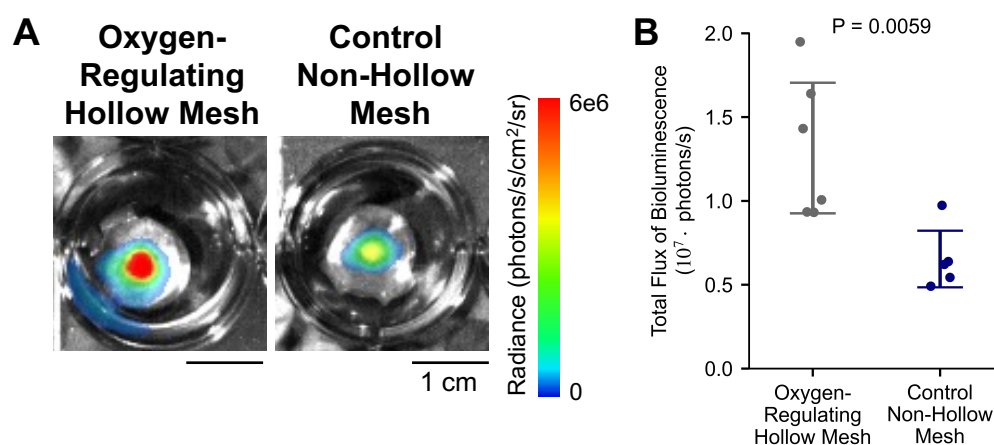 A
Oxygen-
Regulating
Hollow Mesh
Control
Non-Hollow
Mesh
1 cm
Radiance (photons/s/cm²/sr)
6e6
0
B
P = 0.0059
Total Flux of Bioluminescence
(10⁷ · photons/s)
2.0
1.5
1.0
0.5
0.0
Oxygen-
Regulating
Hollow Mesh
Control
Non-Hollow
Mesh